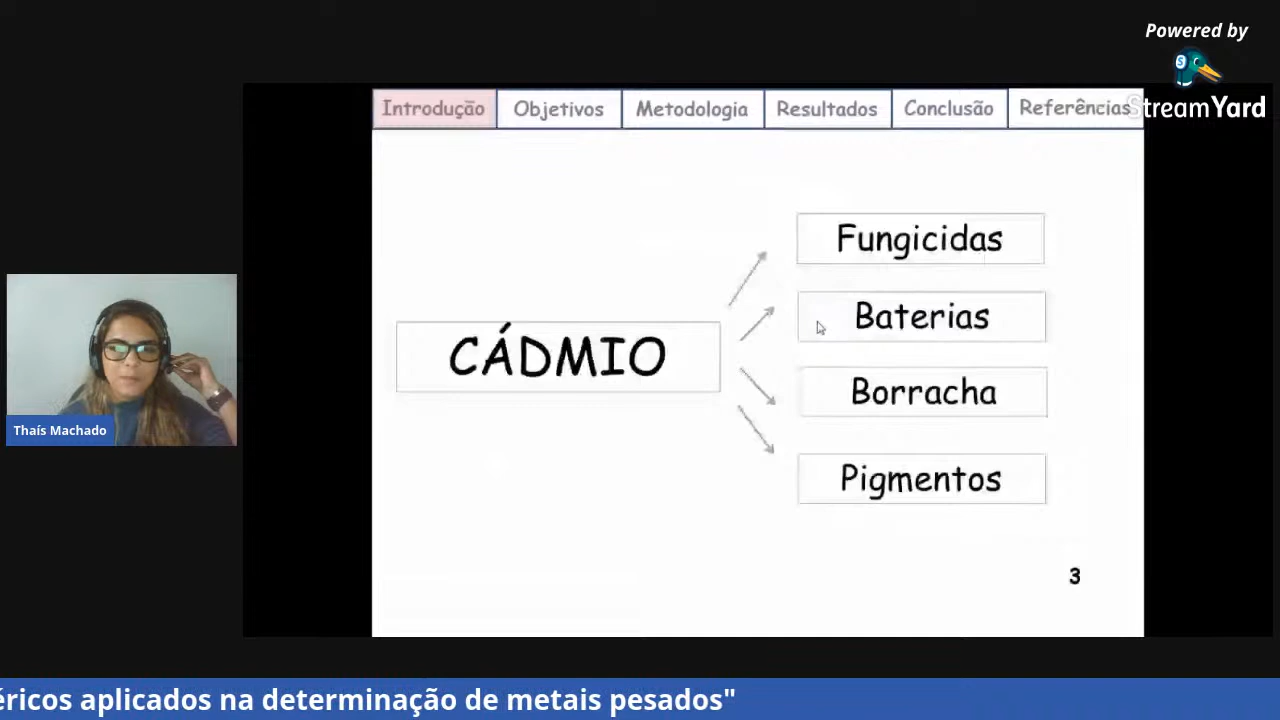 Powered by
StreamYard
Introdução Objetivos Metodologia Resultados Conclusão Referências
Fungicidas
Baterias
CÁDMIO
Borracha
Pigmentos
3
Thaís Machado
aplicados na determinação de metais pesados"